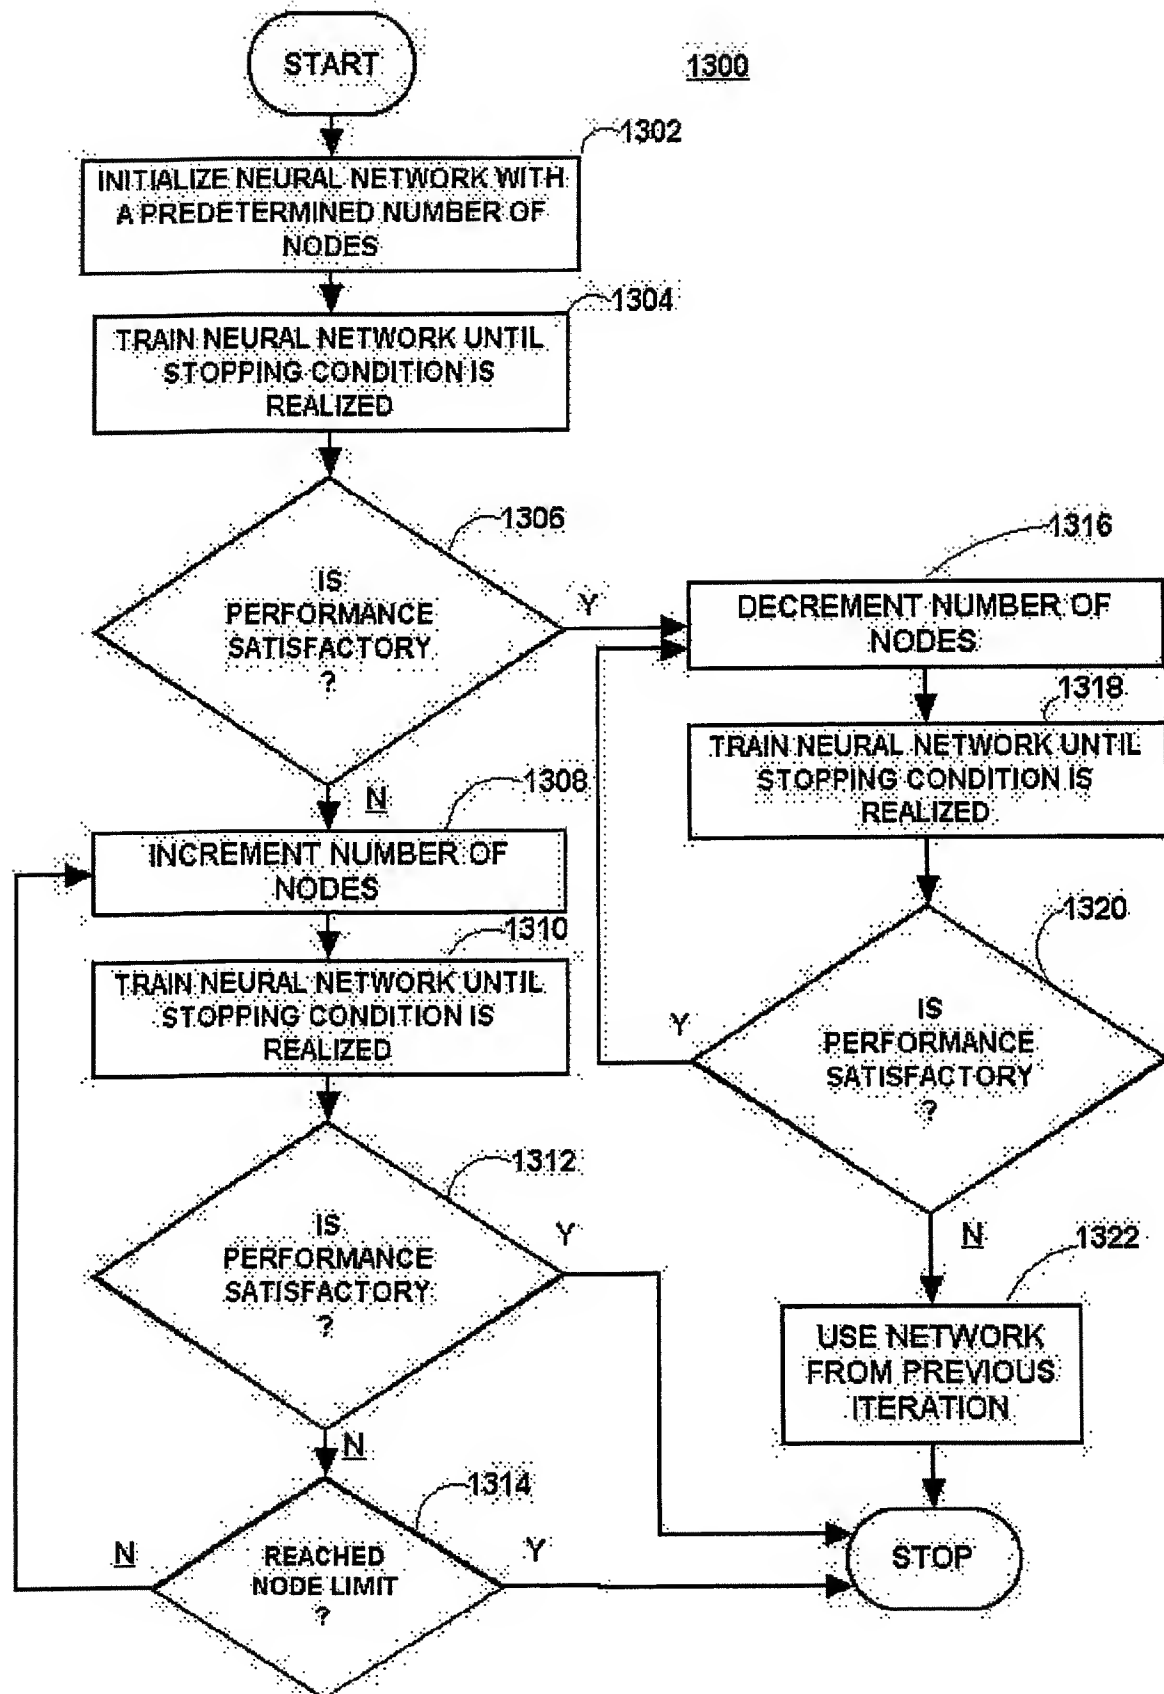 START
1300
1302
INITIALIZE NEURAL NETWORK WITH
A PREDETERMINED NUMBER OF
NODES
1304
TRAIN NEURAL NETWORK UNTIL
STOPPING CONDITION IS
REALIZED
1306
IS
PERFORMANCE
SATISFACTORY
?
Y
N
1316
DECREMENT NUMBER OF
NODES
1318
TRAIN NEURAL NETWORK UNTIL
STOPPING CONDITION IS
REALIZED
1308
INCREMENT NUMBER OF
NODES
1310
TRAIN NEURAL NETWORK UNTIL
STOPPING CONDITION IS
REALIZED
1320
IS
PERFORMANCE
SATISFACTORY
?
Y
N
1312
IS
PERFORMANCE
SATISFACTORY
?
Y
N
1322
USE NETWORK
FROM PREVIOUS
ITERATION
1314
REACHED
NODE LIMIT
?
N
Y
STOP